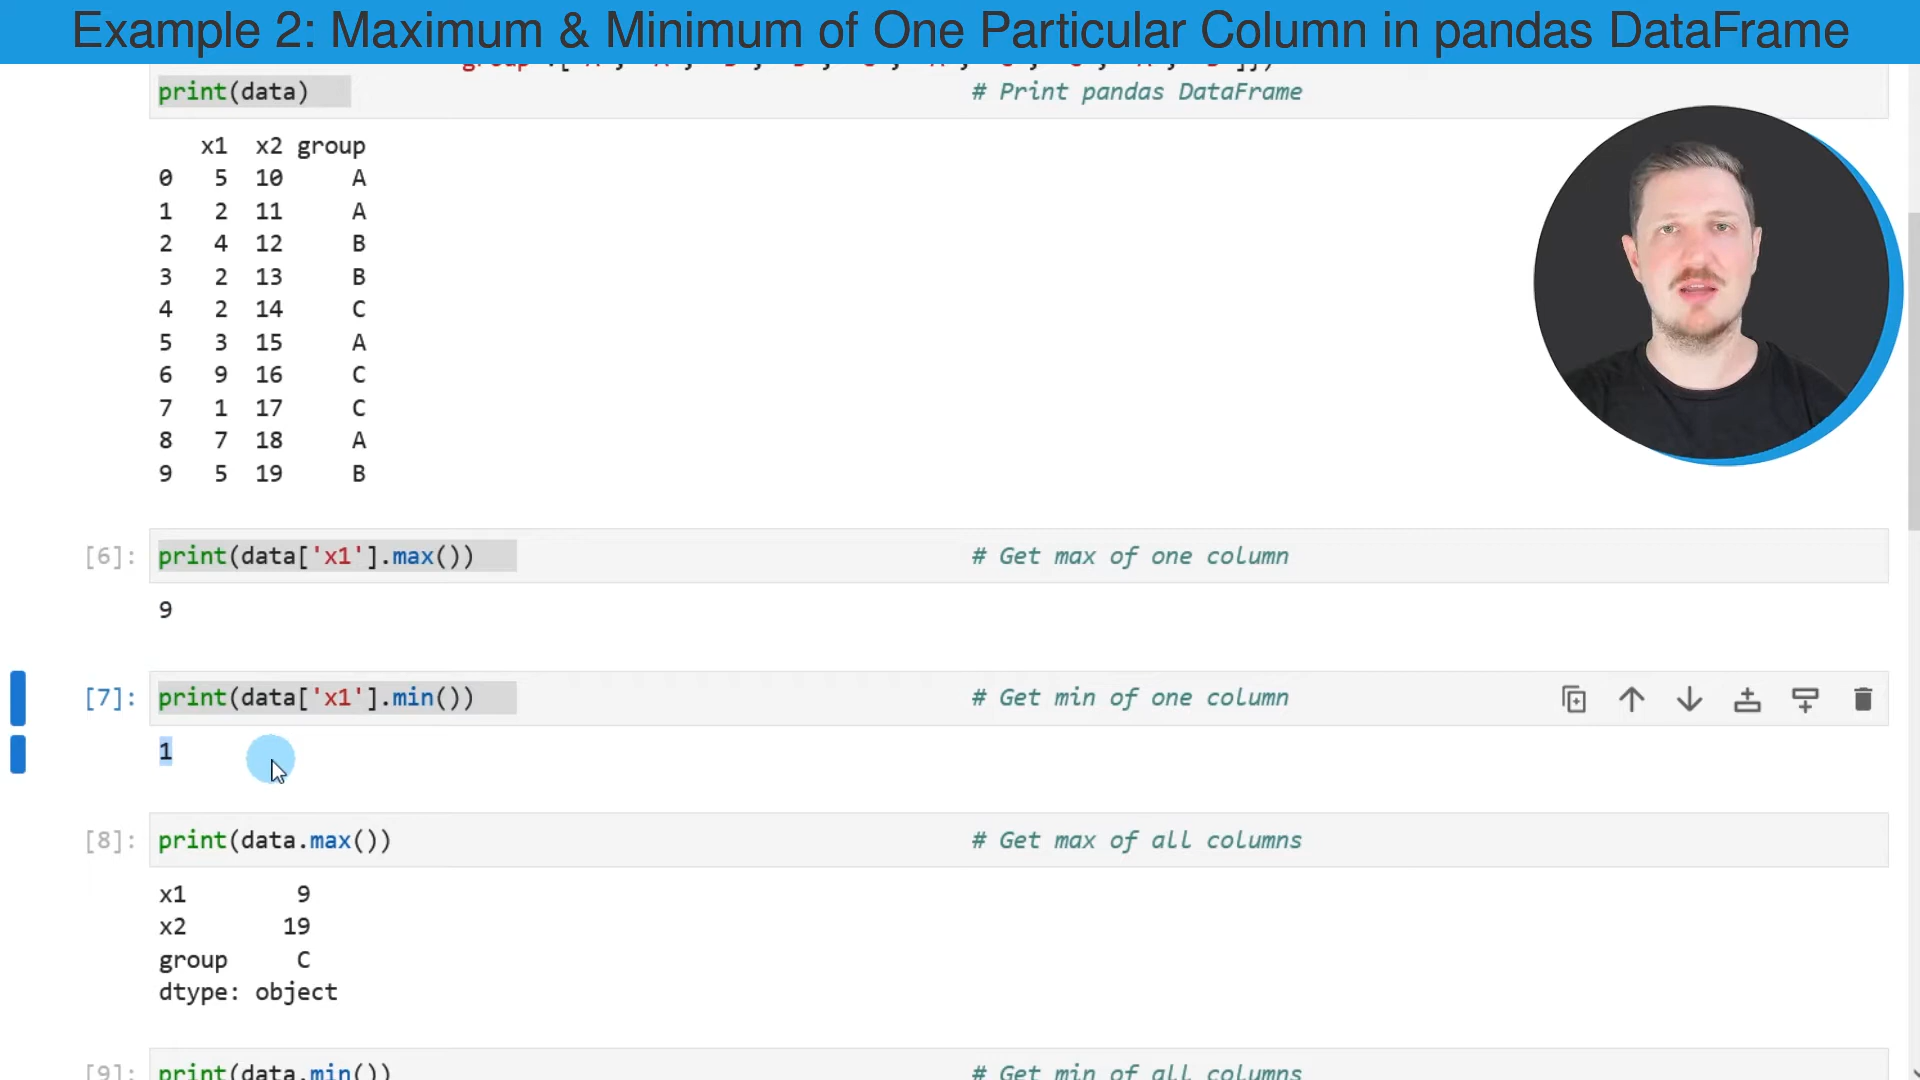 Example 2: Maximum & Minimum of One Particular Column in pandas DataFrame
print(data) # Print pandas DataFrame
x1 x2 group
0 5 10 A
1 2 11 A
2 4 12 B
3 2 13 B
4 2 14 C
5 3 15 A
6 9 16 C
7 1 17 C
8 7 18 A
9 5 19 B
[6]: print(data['x1'].max()) # Get max of one column
9
[7]: print(data['x1'].min()) # Get min of one column
1
[8]: print(data.max()) # Get max of all columns
x1 9
x2 19
group C
dtype: object
[9]: print(data.min()) # Get min of all columns